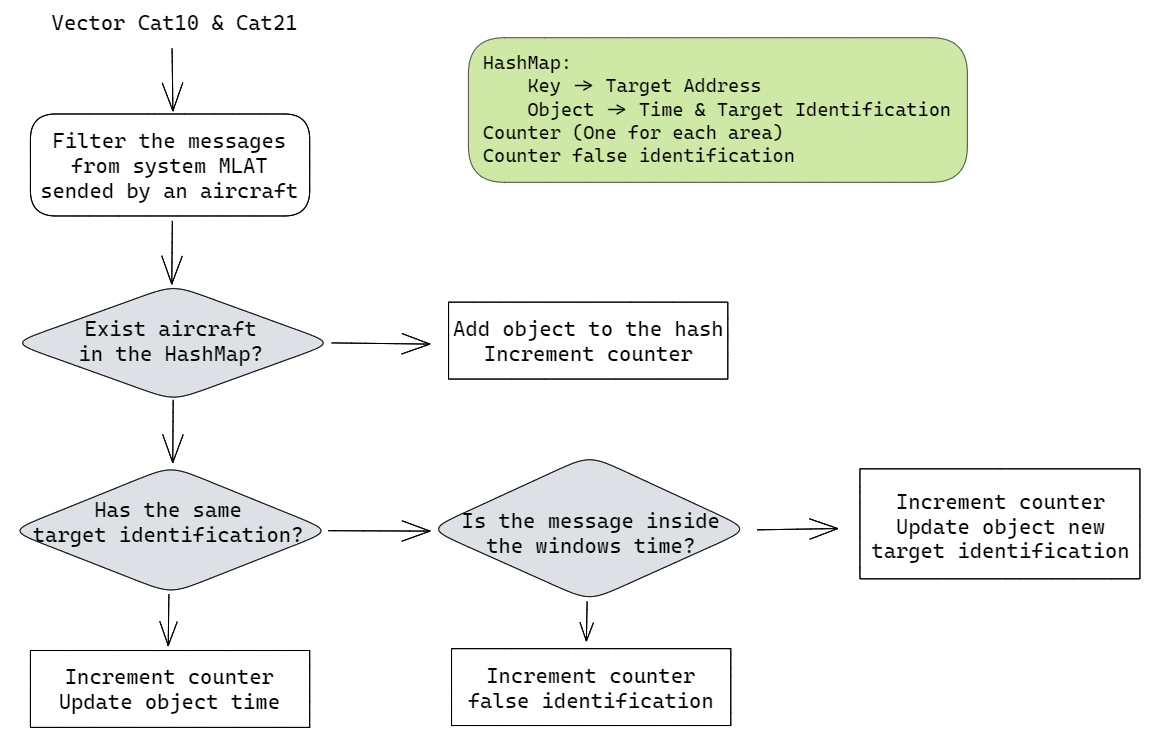 Vector Cat10 & Cat21
HashMap:
Key → Target Address
Object → Time & Target Identification
Counter (One for each area)
Counter false identification
Filter the messages
from system MLAT
sended by an aircraft
Exist aircraft
in the HashMap?
Add object to the hash
Increment counter
Has the same
target identification?
Is the message inside
the windows time?
Increment counter
Update object new
target identification
Increment counter
Update object time
Increment counter
false identification